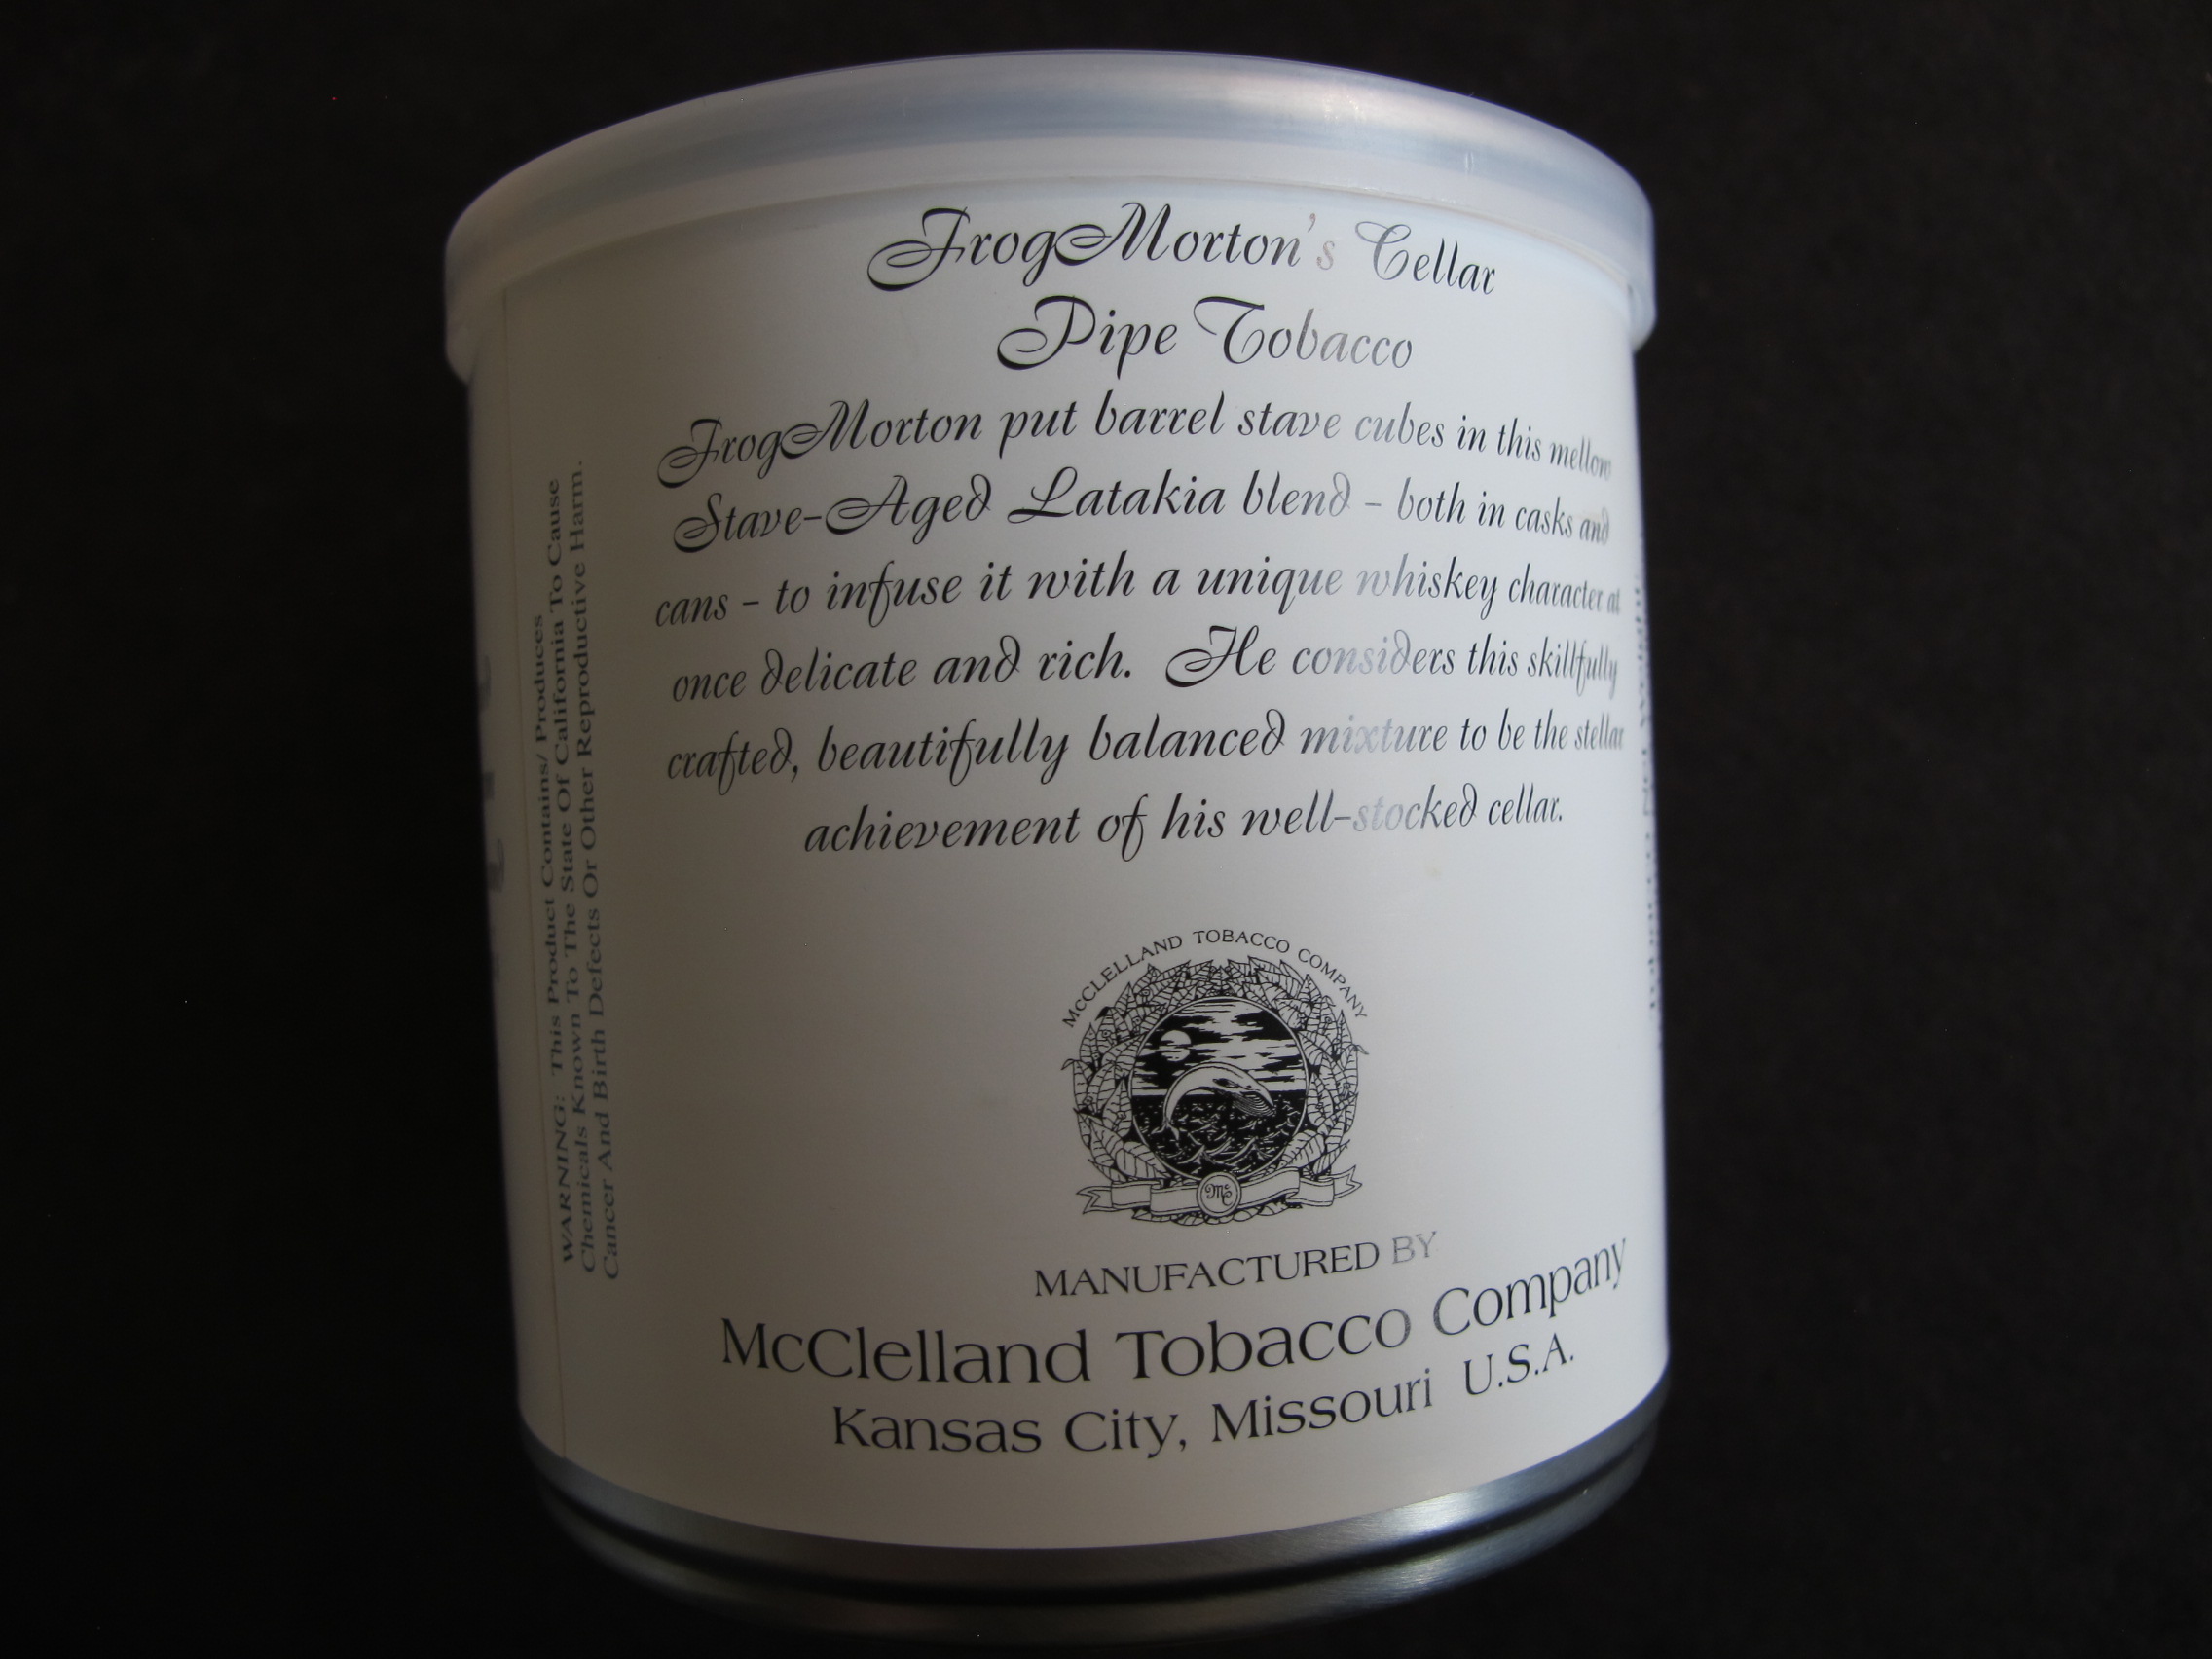 FrogMorton's Cellar
Pipe Tobacco
FrogMorton put barrel stave cubes in this mellow
Stave-Aged Latakia blend - both in casks and
cans - to infuse it with a unique whiskey character at
once delicate and rich. He considers this skillfully
crafted, beautifully balanced mixture to be the stellar
achievement of his well-stocked cellar.
McCLELLAND TOBACCO COMPANY
Mc
MANUFACTURED BY
McClelland Tobacco Company
Kansas City, Missouri U.S.A.
WARNING: This Product Contains/ Produces
Chemicals Known To The State Of California To Cause
Cancer And Birth Defects Or Other Reproductive Harm.